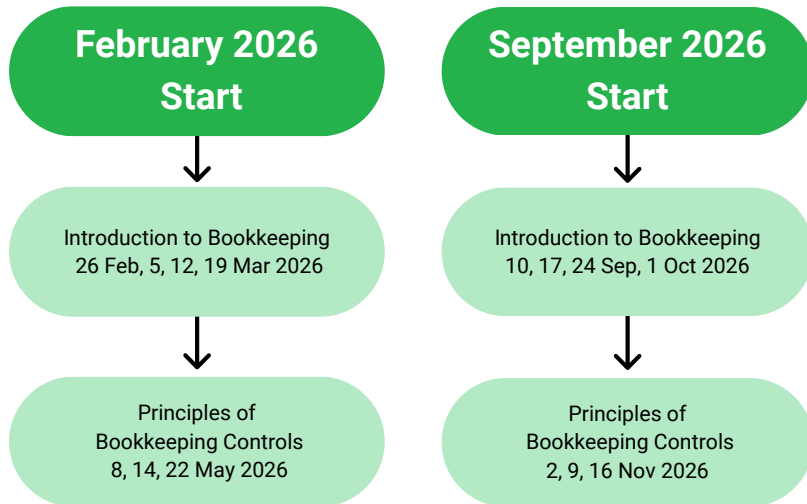 February 2026
Start
Introduction to Bookkeeping
26 Feb, 5, 12, 19 Mar 2026
Principles of
Bookkeeping Controls
8, 14, 22 May 2026
September 2026
Start
Introduction to Bookkeeping
10, 17, 24 Sep, 1 Oct 2026
Principles of
Bookkeeping Controls
2, 9, 16 Nov 2026